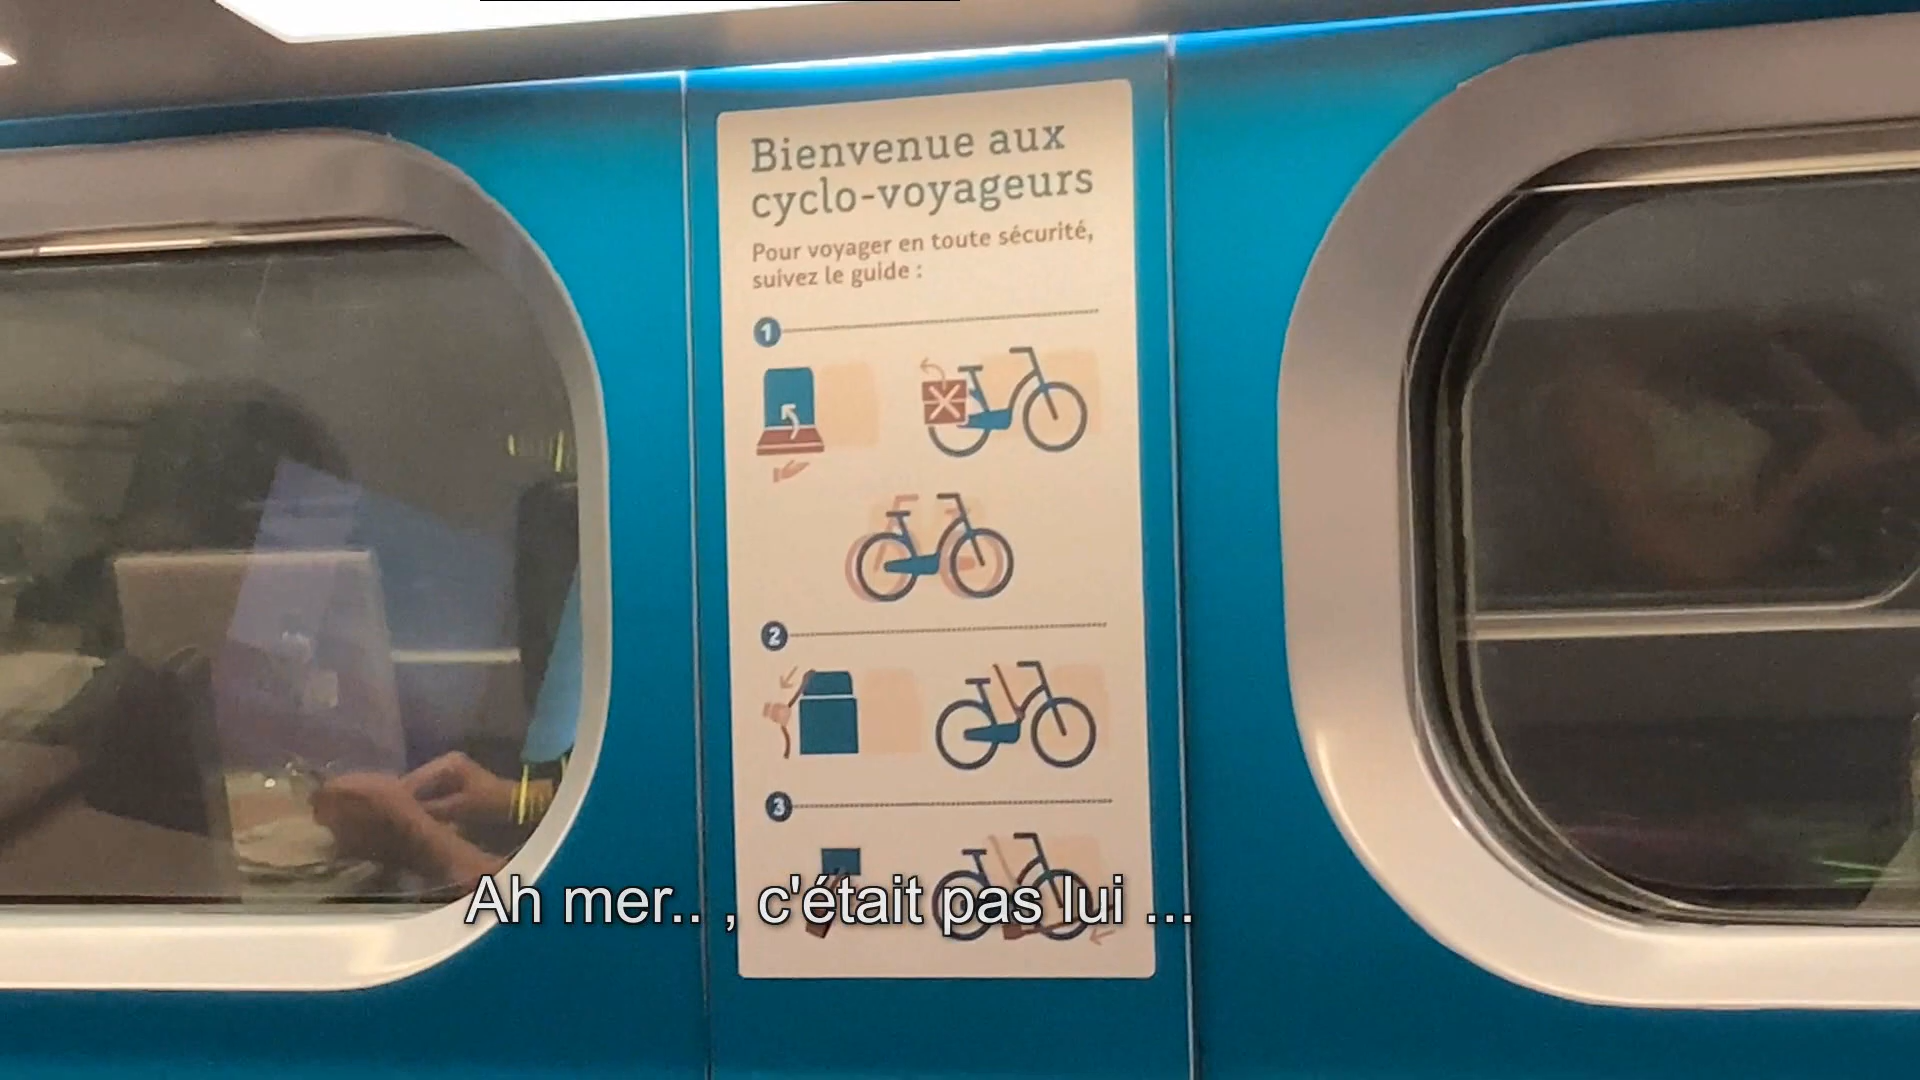 Bienvenue aux
cyclo-voyageurs
Pour voyager en toute sécurité,
suivez le guide :
1
2
3
Ah mer.. , c'était pas lui ...